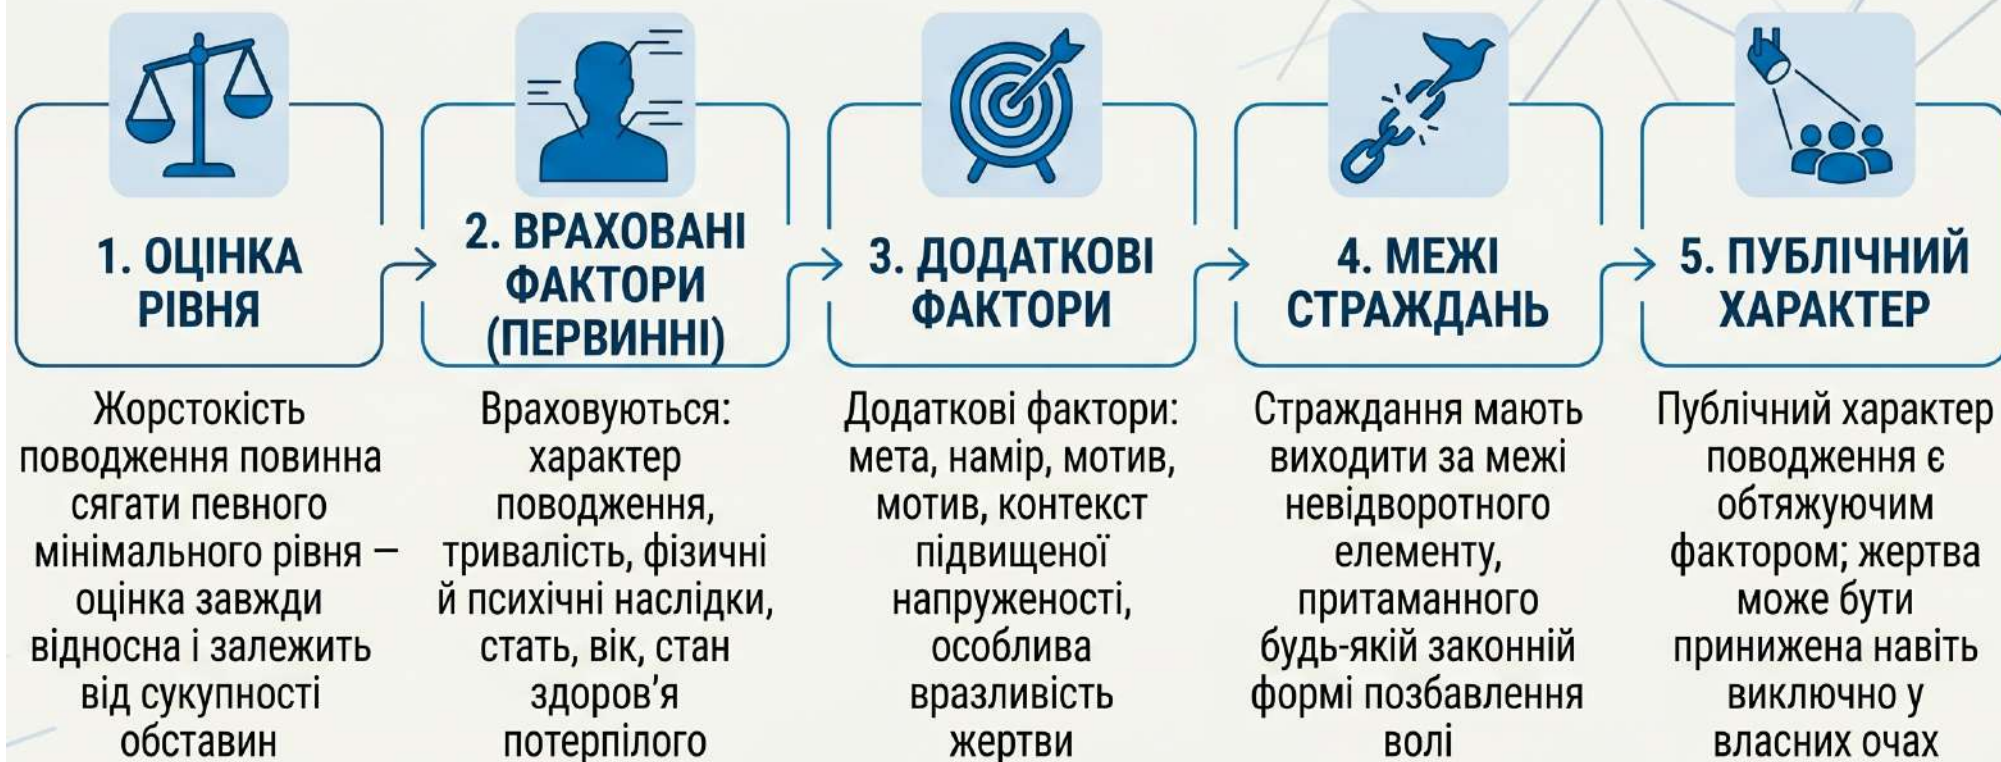 1. ОЦІНКА
РІВНЯ
Жорстокість
поводження повинна
сягати певного
мінімального рівня –
оцінка завжди
відносна і залежить
від сукупності
обставин
2. ВРАХОВАНІ
ФАКТОРИ
(ПЕРВИННІ)
Враховуються:
характер
поводження,
тривалість, фізичні
й психічні наслідки,
стать, вік, стан
здоров’я
потерпілого
3. ДОДАТКОВІ
ФАКТОРИ
Додаткові фактори:
мета, намір, мотив,
мотив, контекст
підвищеної
напруженості,
особлива
вразливість
жертви
4. МЕЖІ
СТРАЖДАНЬ
Страждання мають
виходити за межі
невідворотного
елементу,
притаманного
будь-якій законній
формі позбавлення
волі
5. ПУБЛІЧНИЙ
ХАРАКТЕР
Публічний характер
поводження є
обтяжуючим
фактором; жертва
може бути
принижена навіть
виключно у
власних очах